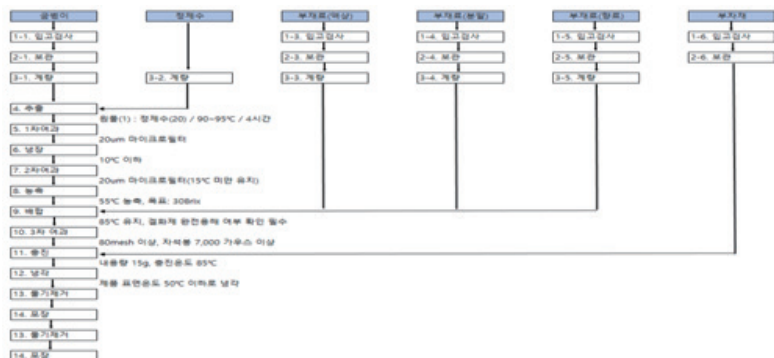 굼벵이 정제수 부재료(액상) 부재료(분말) 부재료(향료) 부자재
1-1. 입고검사 1-3. 입고검사 1-4. 입고검사 1-5. 입고검사 1-6. 입고검사
2-1. 보관 2-3. 보관 2-4. 보관 2-5. 보관 2-6. 보관
3-1. 계량 3-2. 계량 3-3. 계량 3-4. 계량 3-5. 계량
4. 추출
원물(1) : 정제수(20) / 90~95℃ / 4시간
5. 1차여과
20um 마이크로필터
6. 냉장
10℃ 이하
7. 2차여과
20um 마이크로필터(15℃ 미만 유지)
8. 농축
55℃ 농축, 목표: 30Brix
9. 배합
85℃ 유지, 겔화제 완전용해 여부 확인 필수
10. 3차 여과
80mesh 이상, 자석봉 7,000 가우스 이상
11. 충진
내용량 15g, 충진온도 85℃
12. 냉각
제품 표면온도 50℃ 이하로 냉각
13. 물기제거
14. 포장
13. 물기제거
14. 포장